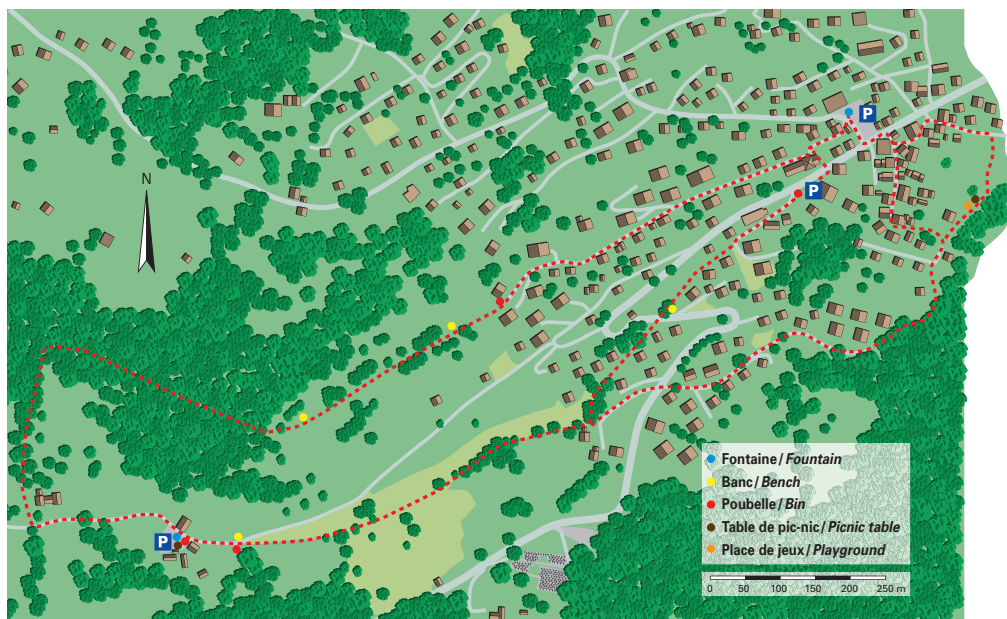 P
N
P
P
Fontaine / Fountain
Banc / Bench
Poubelle / Bin
Table de pic-nic / Picnic table
Place de jeux / Playground
0 50 100 150 200 250 m